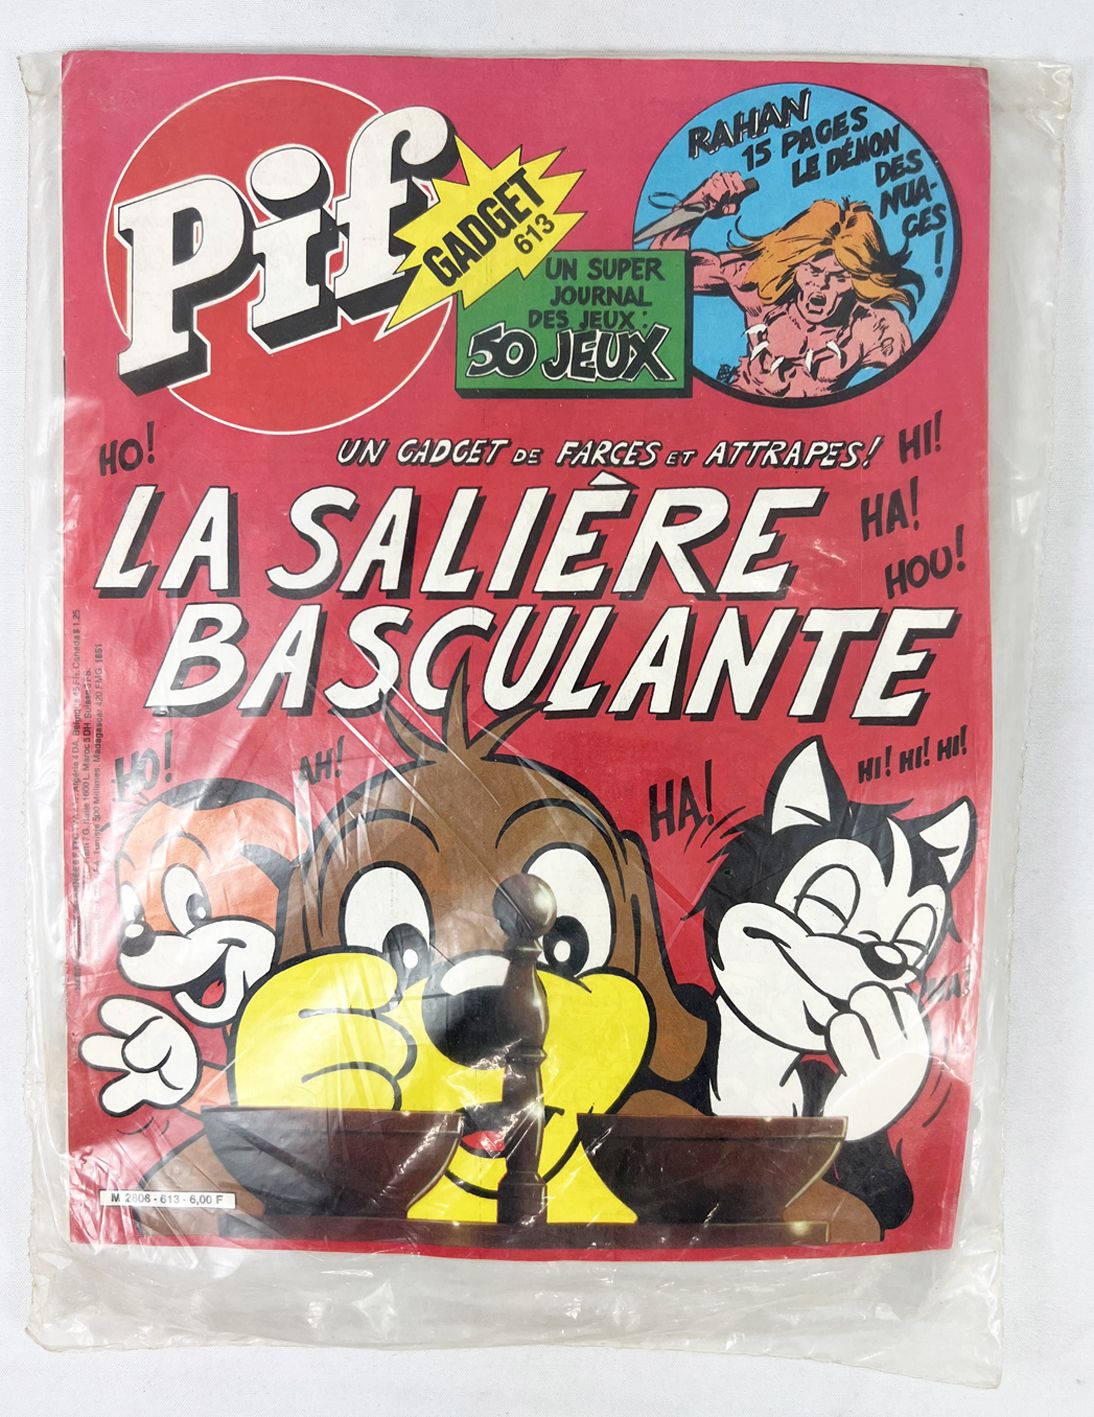 Pif
GADGET
613
RAHAN
15 PAGES
LE DÉMON
DES
NUA-
GES!
UN SUPER
JOURNAL
DES JEUX:
50 JEUX
HO!
UN GADGET DE FARCES ET ATTRAPES!
HI!
HA!
HOU!
LA SALIÈRE
BASCULANTE
HO!
AH!
HA!
HI! HI! HI!
M 2806 - 613 - 6,00 F